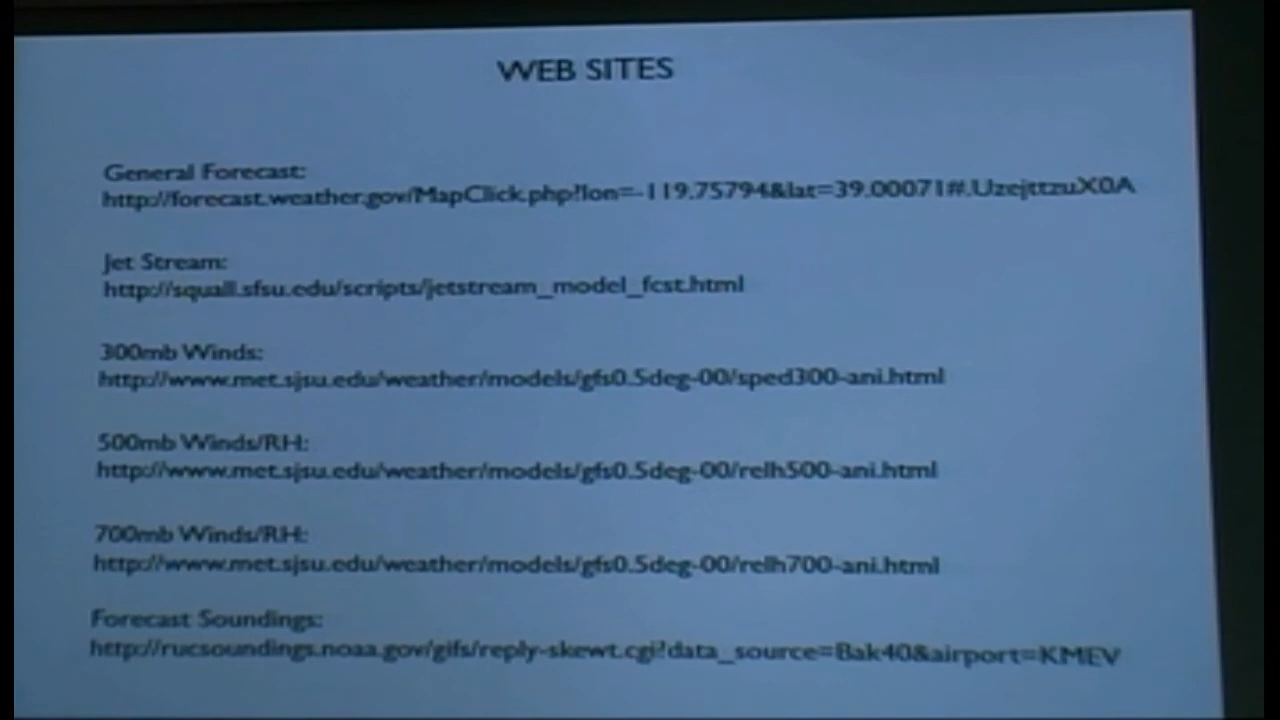 WEB SITES
General Forecast:
http://forecast.weather.gov/MapClick.php?lon=-119.75794&lat=39.00071#.UzejttzuX0A
Jet Stream:
http://squall.sfsu.edu/scripts/jetstream_model_fcst.html
300mb Winds:
http://www.met.sjsu.edu/weather/models/gfs0.5deg-00/sped300-ani.html
500mb Winds/RH:
http://www.met.sjsu.edu/weather/models/gfs0.5deg-00/relh500-ani.html
700mb Winds/RH:
http://www.met.sjsu.edu/weather/models/gfs0.5deg-00/relh700-ani.html
Forecast Soundings:
http://rucsoundings.noaa.gov/gifs/reply-skewt.cgi?data_source=Bak40&airport=KMEV